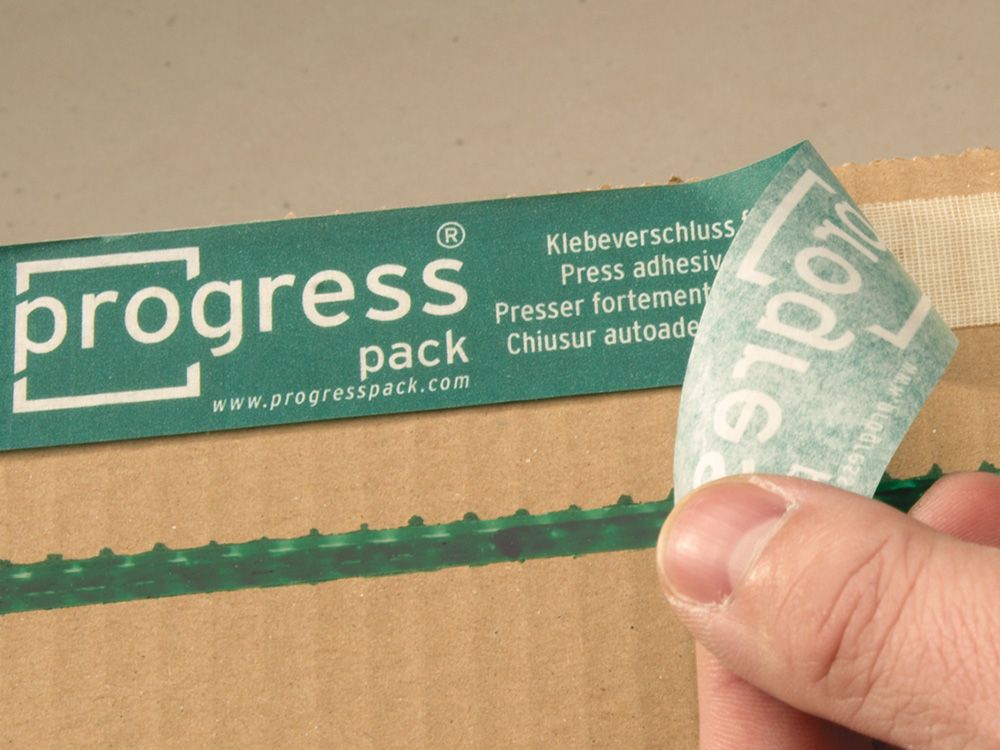 progress®
pack
www.progresspack.com
Klebeverschluss
Press adhesiv
Presser fortement
Chiusur autoade